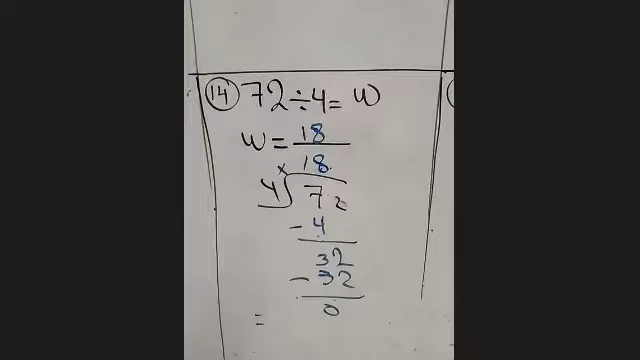 14 72÷4= W
W = 18
x 18
4 72
- 4
32
- 32
= 0